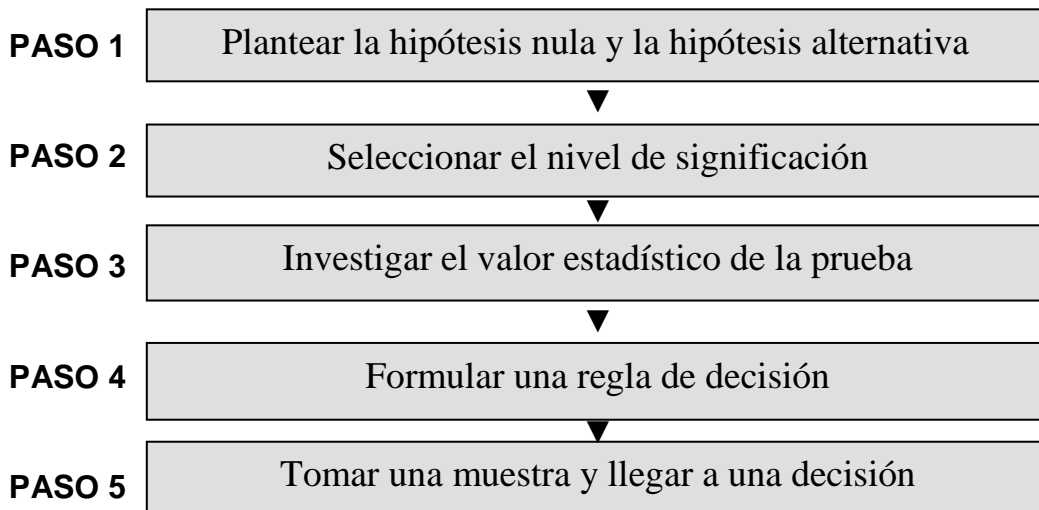 PASO 1 Plantear la hipótesis nula y la hipótesis alternativa
PASO 2 Seleccionar el nivel de significación
PASO 3 Investigar el valor estadístico de la prueba
PASO 4 Formular una regla de decisión
PASO 5 Tomar una muestra y llegar a una decisión